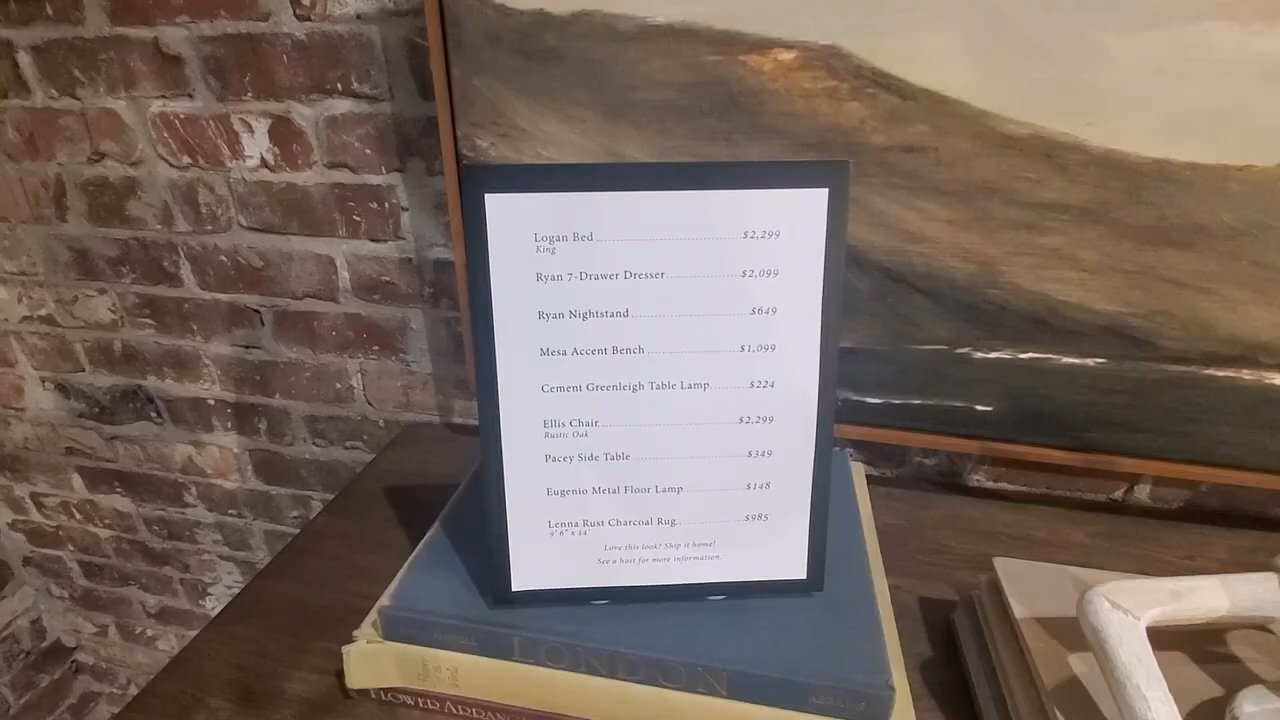 Logan Bed ........ $2,299
King
Ryan 7-Drawer Dresser ........ $2,099
Ryan Nightstand ........ $649
Mesa Accent Bench ........ $1,099
Cement Greenleigh Table Lamp ........ $224
Ellis Chair ........ $2,299
Rustic Oak
Pacey Side Table ........ $349
Eugenio Metal Floor Lamp ........ $148
Lenna Rust Charcoal Rug ........ $985
9' 6" x 14'
Love this look? Ship it home!
See a host for more information.
LONDON
FLOWER